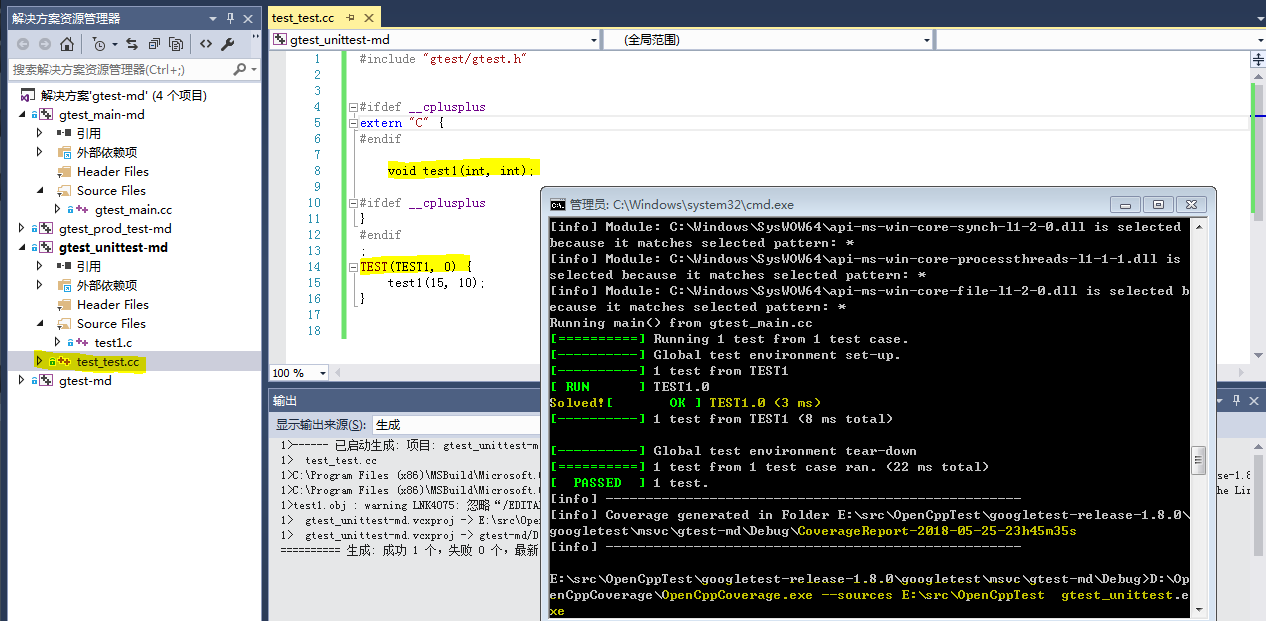 解决方案资源管理器
搜索解决方案资源管理器(Ctrl+;)
解决方案'gtest-md' (4 个项目)
gtest_main-md
引用
外部依赖项
Header Files
Source Files
gtest_main.cc
gtest_prod_test-md
gtest_unittest-md
引用
外部依赖项
Header Files
Source Files
test1.c
test_test.cc
gtest-md
test_test.cc
gtest_unittest-md
(全局范围)
1 #include "gtest/gtest.h"
2
3
4 #ifdef __cplusplus
5 extern "C" {
6 #endif
7
8 void test1(int, int);
9
10 #ifdef __cplusplus
11 }
12 #endif
13 ;
14 TEST(TEST1, 0) {
15 test1(15, 10);
16 }
17
18
100 %
输出
显示输出来源(S): 生成
1>------ 已启动生成: 项目: gtest_unittest-m
1> test_test.cc
1>C:\Program Files (x86)\MSBuild\Microsoft.
1>C:\Program Files (x86)\MSBuild\Microsoft.
1>test1.obj : warning LNK4075: 忽略“/EDITA
1> gtest_unittest-md.vcxproj -> E:\src\Ope
1> gtest_unittest-md.vcxproj -> gtest-md/D
========== 生成: 成功 1 个，失败 0 个，最新
管理员: C:\Windows\system32\cmd.exe
[info] Module: C:\Windows\SysWOW64\api-ms-win-core-synch-l1-2-0.dll is selected
because it matches selected pattern: *
[info] Module: C:\Windows\SysWOW64\api-ms-win-core-processthreads-l1-1-1.dll is
selected because it matches selected pattern: *
[info] Module: C:\Windows\SysWOW64\api-ms-win-core-file-l1-2-0.dll is selected b
ecause it matches selected pattern: *
Running main() from gtest_main.cc
[==========] Running 1 test from 1 test case.
[----------] Global test environment set-up.
[----------] 1 test from TEST1
[ RUN      ] TEST1.0
Solved![       OK ] TEST1.0 (3 ms)
[----------] 1 test from TEST1 (8 ms total)
[----------] Global test environment tear-down
[==========] 1 test from 1 test case ran. (22 ms total)
[  PASSED  ] 1 test.
[info] ----------------------------------------------------
[info] Coverage generated in Folder E:\src\OpenCppTest\googletest-release-1.8.0\
googletest\msvc\gtest-md\Debug\CoverageReport-2018-05-25-23h45m35s
[info] ----------------------------------------------------
E:\src\OpenCppTest\googletest-release-1.8.0\googletest\msvc\gtest-md\Debug>D:\Op
enCppCoverage\OpenCppCoverage.exe --sources E:\src\OpenCppTest  gtest_unittest.e
xe